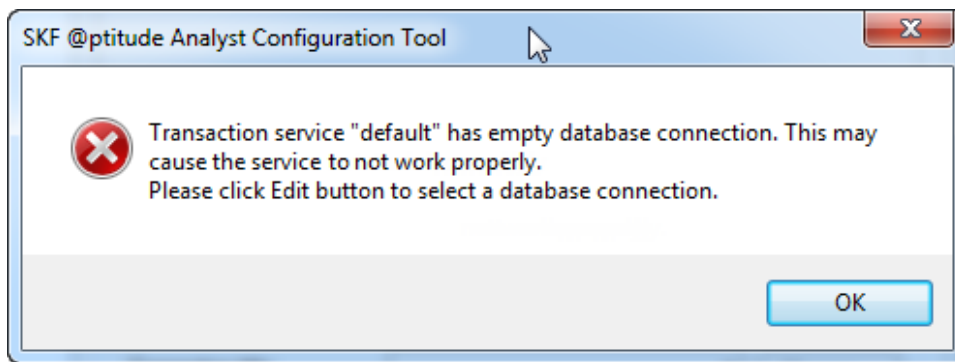 SKF @ptitude Analyst Configuration Tool
Transaction service "default" has empty database connection. This may
cause the service to not work properly.
Please click Edit button to select a database connection.
OK